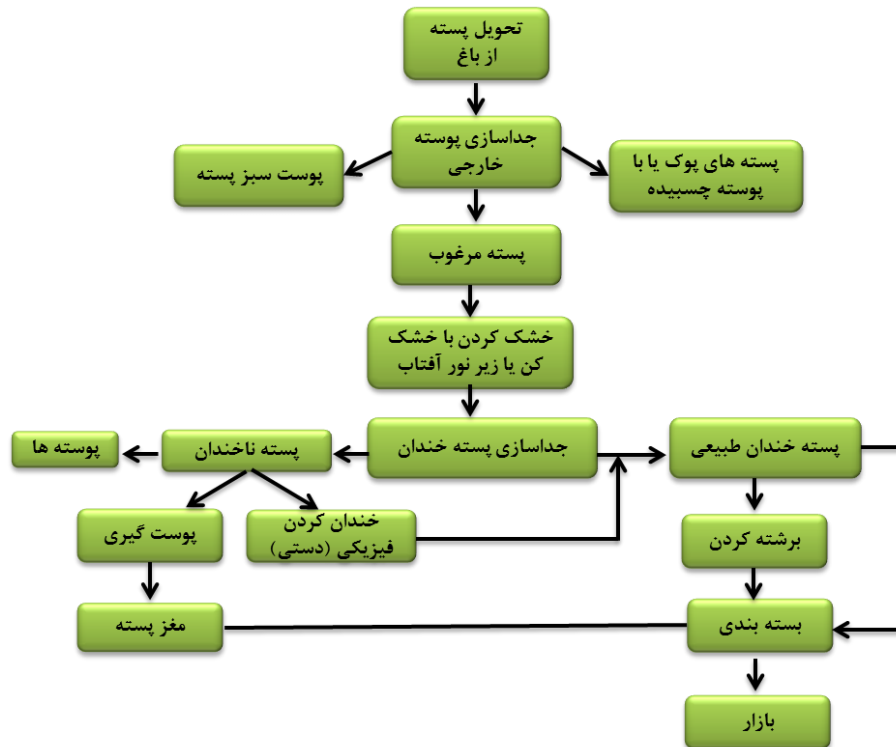 تحویل پسته
از باغ
جداسازی پوسته
خارجی
پسته های پوک یا با
پوسته چسبیده
پوست سبز پسته
پسته مرغوب
خشک کردن با خشک
کن یا زیر نور آفتاب
پسته خندان طبیعی
جداسازی پسته خندان
پسته ناخندان
پوسته ها
برشته کردن
خندان کردن
فیزیکی (دستی)
پوست گیری
بسته بندی
مغز پسته
بازار